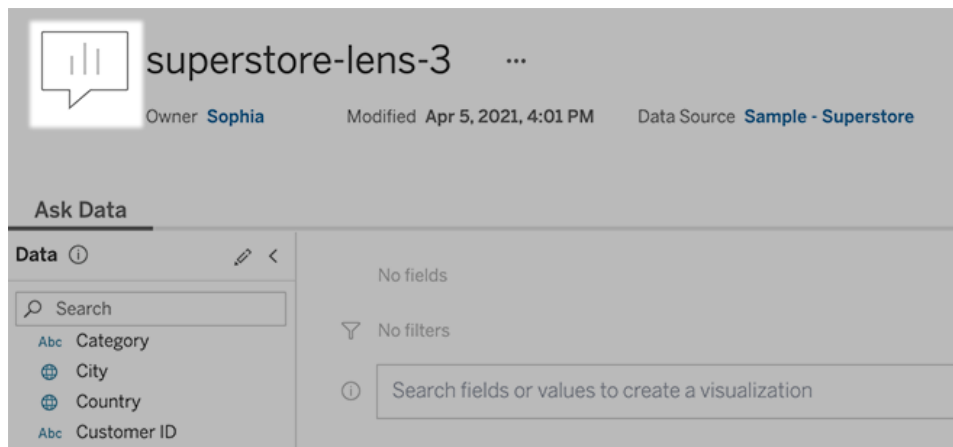 superstore-lens-3 ...
Owner Sophia Modified Apr 5, 2021, 4:01 PM Data Source Sample - Superstore
Ask Data
Data
Search
Abc Category
City
Country
Abc Customer ID
No fields
No filters
Search fields or values to create a visualization